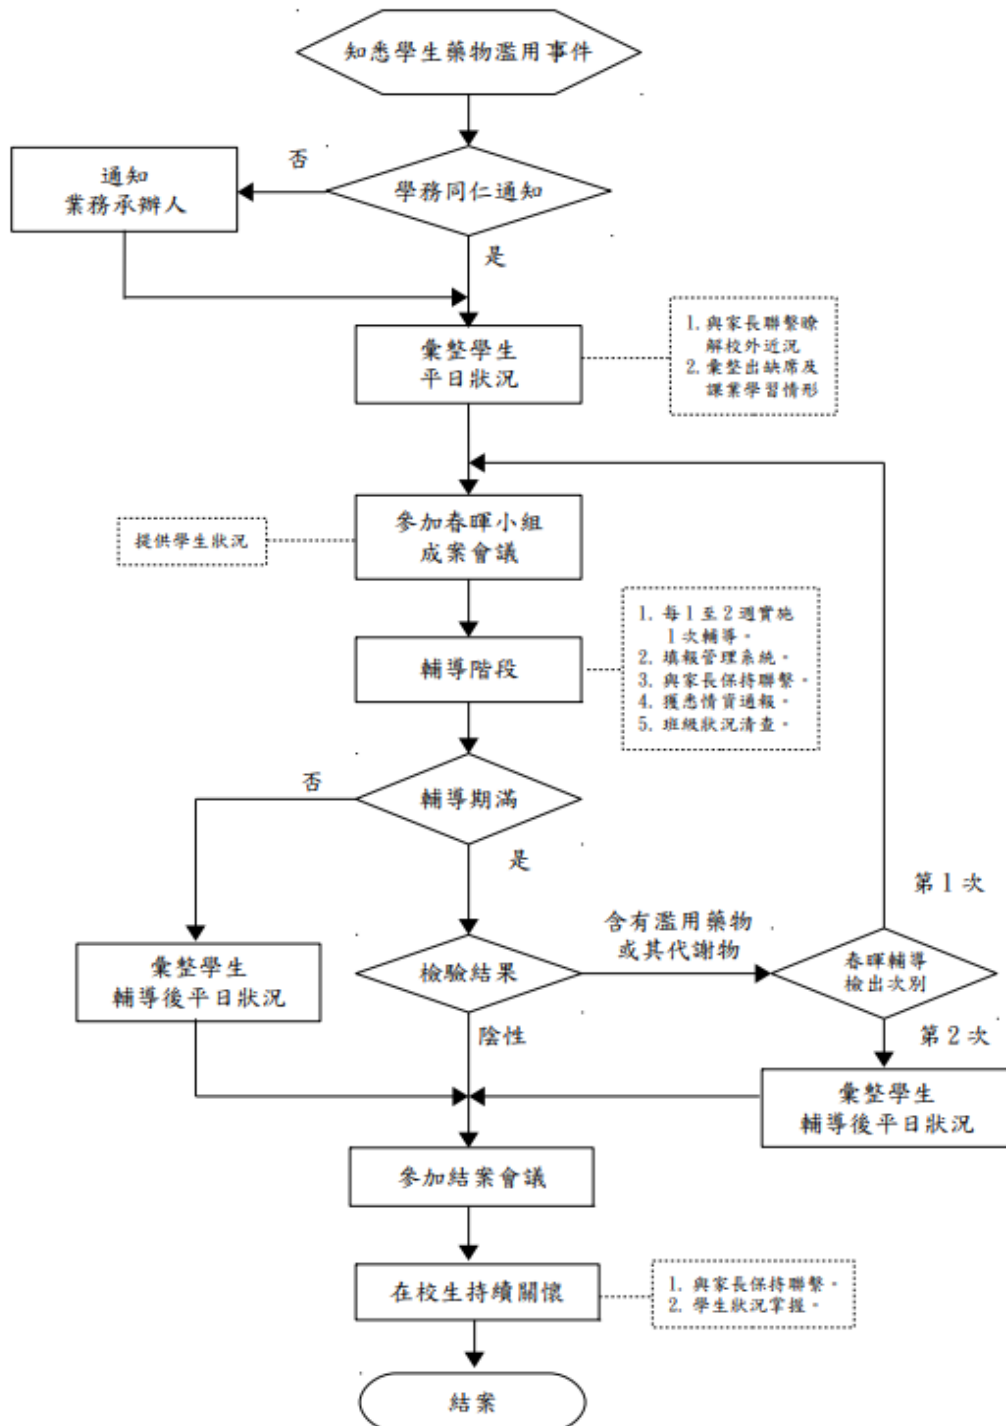 知悉學生藥物濫用事件
否
通知
業務承辦人
學務同仁通知
是
彙整學生
平日狀況
1. 與家長聯繫瞭
解校外近況
2. 彙整出缺席及
課業學習情形
提供學生狀況
參加春暉小組
成案會議
輔導階段
1. 每 1 至 2 週實施
1 次輔導。
2. 填報管理系統。
3. 與家長保持聯繫。
4. 獲悉情資通報。
5. 班級狀況清查。
否
輔導期滿
是
第 1 次
含有濫用藥物
或其代謝物
彙整學生
輔導後平日狀況
檢驗結果
春暉輔導
檢出次別
陰性
第 2 次
彙整學生
輔導後平日狀況
參加結案會議
在校生持續關懷
1. 與家長保持聯繫。
2. 學生狀況掌握。
結案